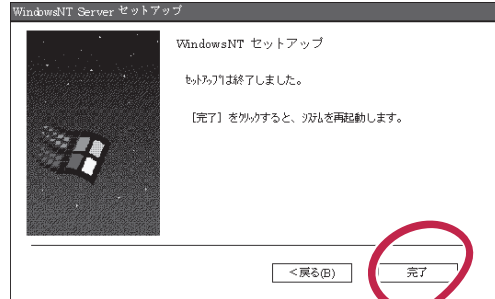 WindowsNT Server セットアップ
WindowsNT セットアップ
ｾｯﾄｱｯﾌﾟは終了しました。
［完了］をｸﾘｯｸすると、ｼｽﾃﾑを再起動します。
＜戻る(B)
完了